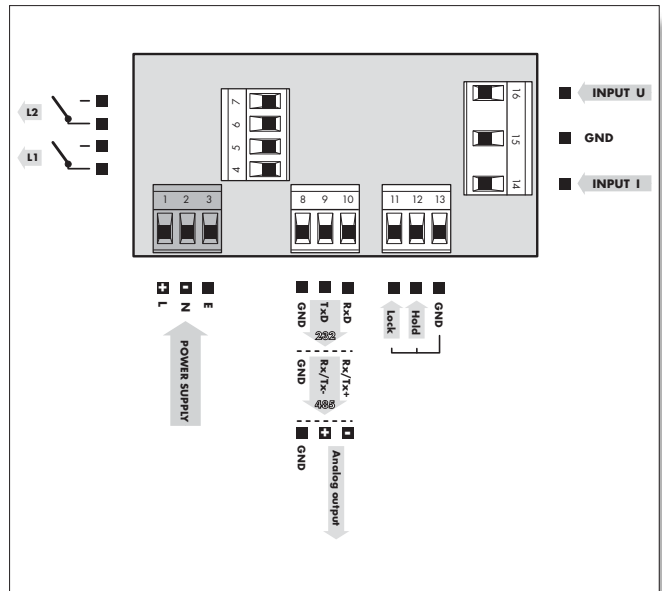 L2
L1
7
6
5
4
1 2 3
8 9 10
11 12 13
16
15
14
INPUT U
GND
INPUT I
+ L
- N
E
POWER SUPPLY
GND
TxD
RxD
232
GND
Rx/Tx-
Rx/Tx+
485
+
-
GND
Analog output
Lock
Hold
GND